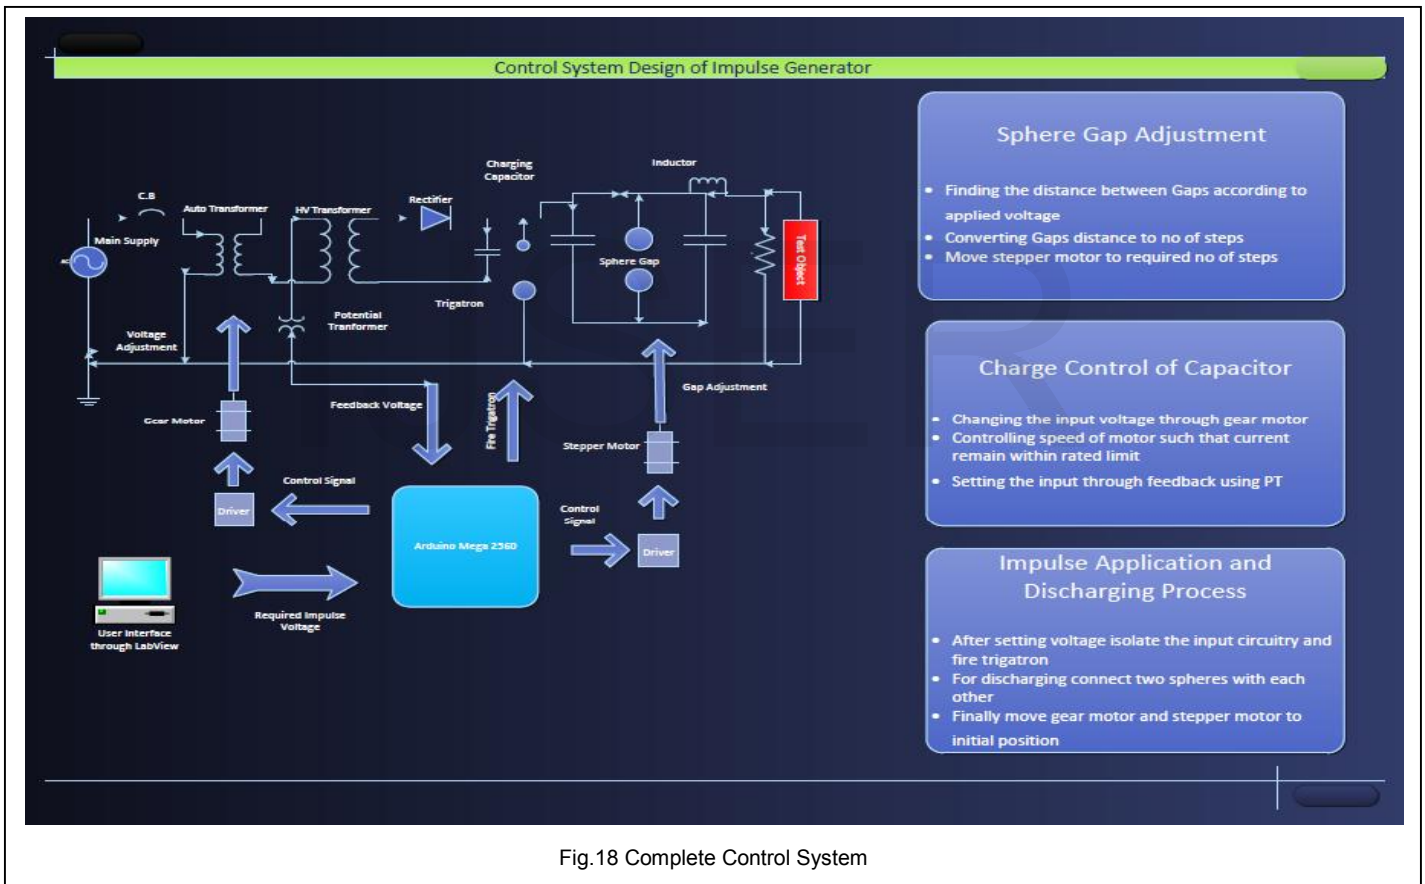 Control System Design of Impulse Generator
Charging
Capacitor
Inductor
C.B
Auto Transformer
HV Transformer
Rectifier
Main Supply
AC
Sphere Gap
Test Object
Trigatron
Potential
Tranformer
Voltage
Adjustment
Gap Adjustment
Feedback Voltage
Fire Trigatron
Gear Motor
Stepper Motor
Control Signal
Control
Signal
Driver
Arduino Mega 2560
Driver
Required Impulse
Voltage
User Interface
through LabView
Sphere Gap Adjustment
• Finding the distance between Gaps according to
applied voltage
• Converting Gaps distance to no of steps
• Move stepper motor to required no of steps
Charge Control of Capacitor
• Changing the input voltage through gear motor
• Controlling speed of motor such that current
remain within rated limit
• Setting the input through feedback using PT
Impulse Application and
Discharging Process
• After setting voltage isolate the input circuitry and
fire trigatron
• For discharging connect two spheres with each
other
• Finally move gear motor and stepper motor to
initial position
Fig.18 Complete Control System